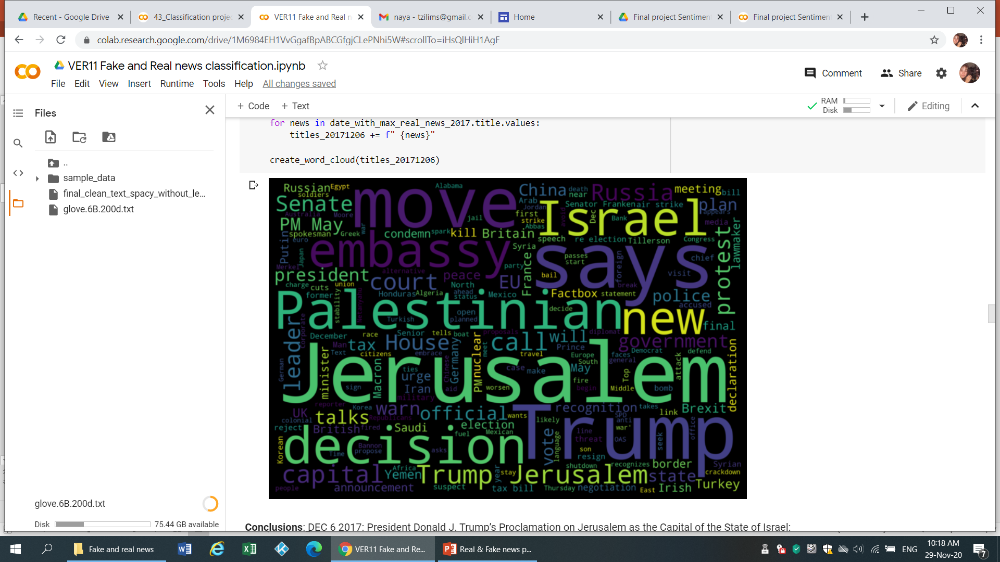 Recent - Google Drive
43_Classification projec
VER11 Fake and Real n
naya - tzilims@gmail.c
Home
Final project Sentimen
Final project Sentimen
colab.research.google.com/drive/1M6984EH1VvGgafBpABCGfgjCLePNhi5W#scrollTo=iHsQlHiH1AgF
VER11 Fake and Real news classification.ipynb
Comment
Share
File Edit View Insert Runtime Tools Help All changes saved
Files
+ Code + Text
RAM
Disk
Editing
..
sample_data
final_clean_text_spacy_without_le...
glove.6B.200d.txt
for news in date_with_max_real_news_2017.title.values:
titles_20171206 += f" {news}"
create_word_cloud(titles_20171206)
Russian Egypt move Alabama China death Russia meeting bill
soldiers Senate Arab near Senator Franken air strike plan
Australia Moore jail Jordan first Israel Dec Bank avoid appears
PM May war strike Abbas media
spokesman Greek condemn spark kill Britain speech re election Tillerson Congress protest lawmaker
Putin euro Japan embassy Syria says passes start foreign chief
Merkel alternative party France
president court peace EU bail break visit
charge cuts union North Factbox statement police
former Honduras Algeria ahead status Mexico accused
stability Netanyahu Palestinian decide new
Turkish open planned final
leader corporate December race Senior tells boat proposals call will diplomat government
Man tax House nuclear meet Prince
Text citizens embrace Germany travel Europe faces Democrat defend
German minister Macron Jerusalem South general
ties urge Chinese case make May Top attack declaration
sign Iran aid PM worsen fire begin Middle bomb
military
reporter Korea warn official Trump recognition takes Brexit
UK talks Republicans wants likely SPD link
colonial anti office
reject British fired Saudi election vote war' line seek
Korean decision fuel Mexican language threat OAS
Bannon propose asks son
Time resign
shutdown recognizes border Syrian
capital Yemen Africa Trump year stay Jerusalem state crackdown
people announcement suspect tax bill Thursday negotiation East Irish Turkey
glove.6B.200d.txt
Disk 75.44 GB available
Conclusions: DEC 6 2017: President Donald J. Trump’s Proclamation on Jerusalem as the Capital of the State of Israel:
Fake and real news
VER11 Fake and Re...
Real & Fake news p...
ENG
10:18 AM
29-Nov-20
7